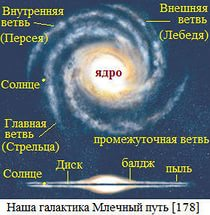 Внутренняя
ветвь
(Персея)
Внешняя
ветвь
(Лебедя)
ядро
Солнце
Главная
ветвь
(Стрельца)
промежуточная ветвь
Диск
балдж
пыль
Солнце
Наша галактика Млечный путь [178]